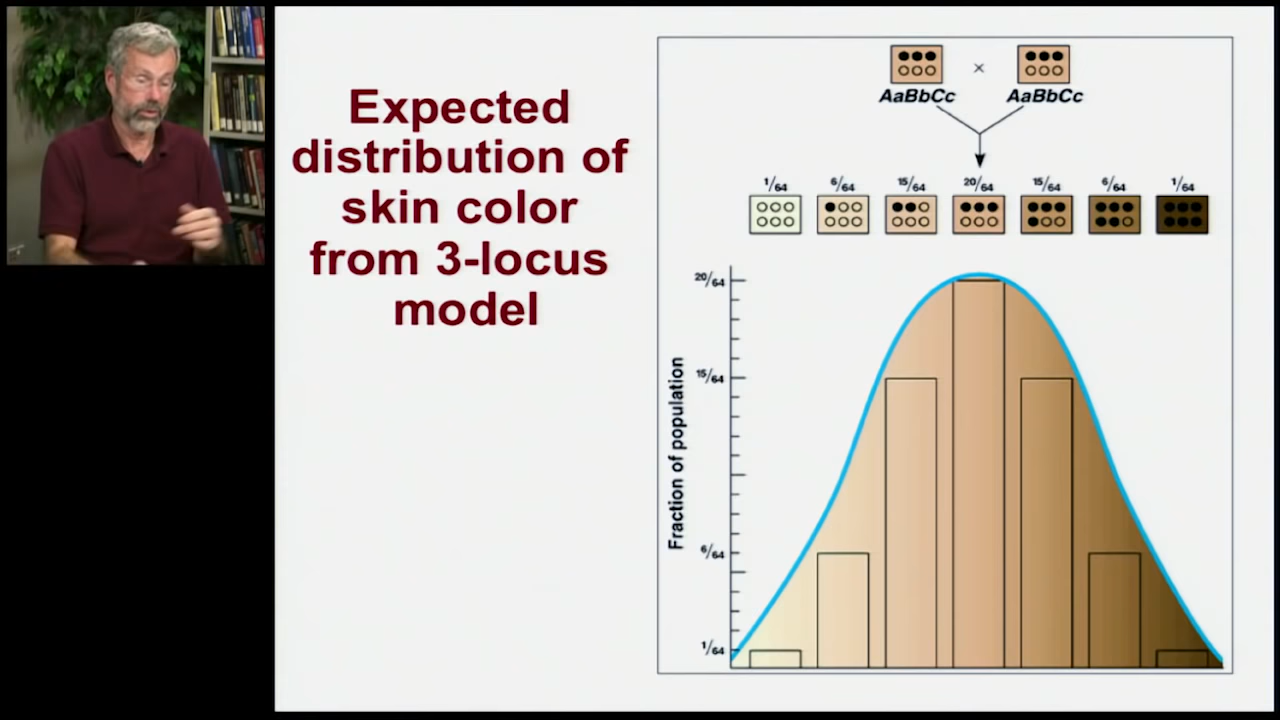 Expected
distribution of
skin color
from 3-locus
model
AaBbCc × AaBbCc
1/64 6/64 15/64 20/64 15/64 6/64 1/64
20/64
15/64
6/64
1/64
Fraction of population